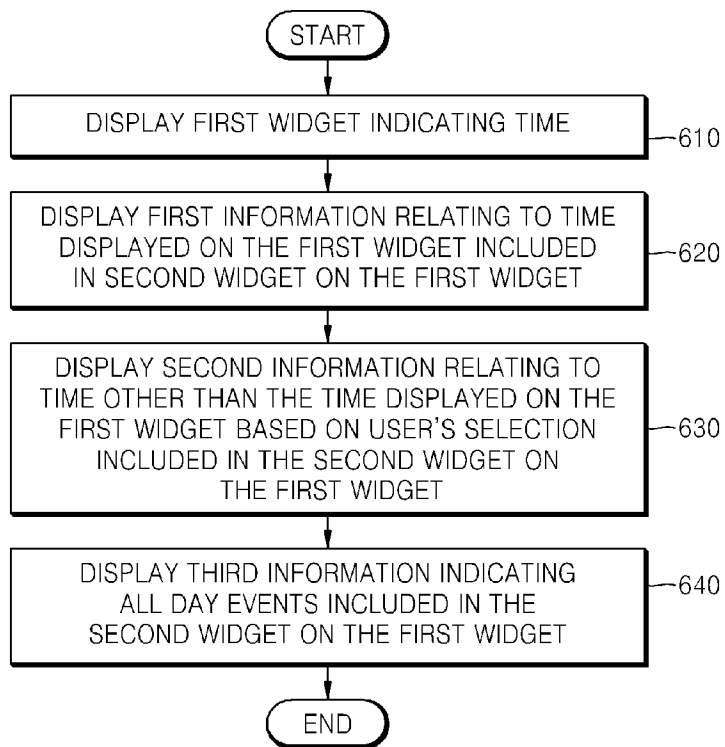 START
DISPLAY FIRST WIDGET INDICATING TIME
610
DISPLAY FIRST INFORMATION RELATING TO TIME
DISPLAYED ON THE FIRST WIDGET INCLUDED
IN SECOND WIDGET ON THE FIRST WIDGET
620
DISPLAY SECOND INFORMATION RELATING TO
TIME OTHER THAN THE TIME DISPLAYED ON THE
FIRST WIDGET BASED ON USER'S SELECTION
INCLUDED IN THE SECOND WIDGET ON
THE FIRST WIDGET
630
DISPLAY THIRD INFORMATION INDICATING
ALL DAY EVENTS INCLUDED IN THE
SECOND WIDGET ON THE FIRST WIDGET
640
END